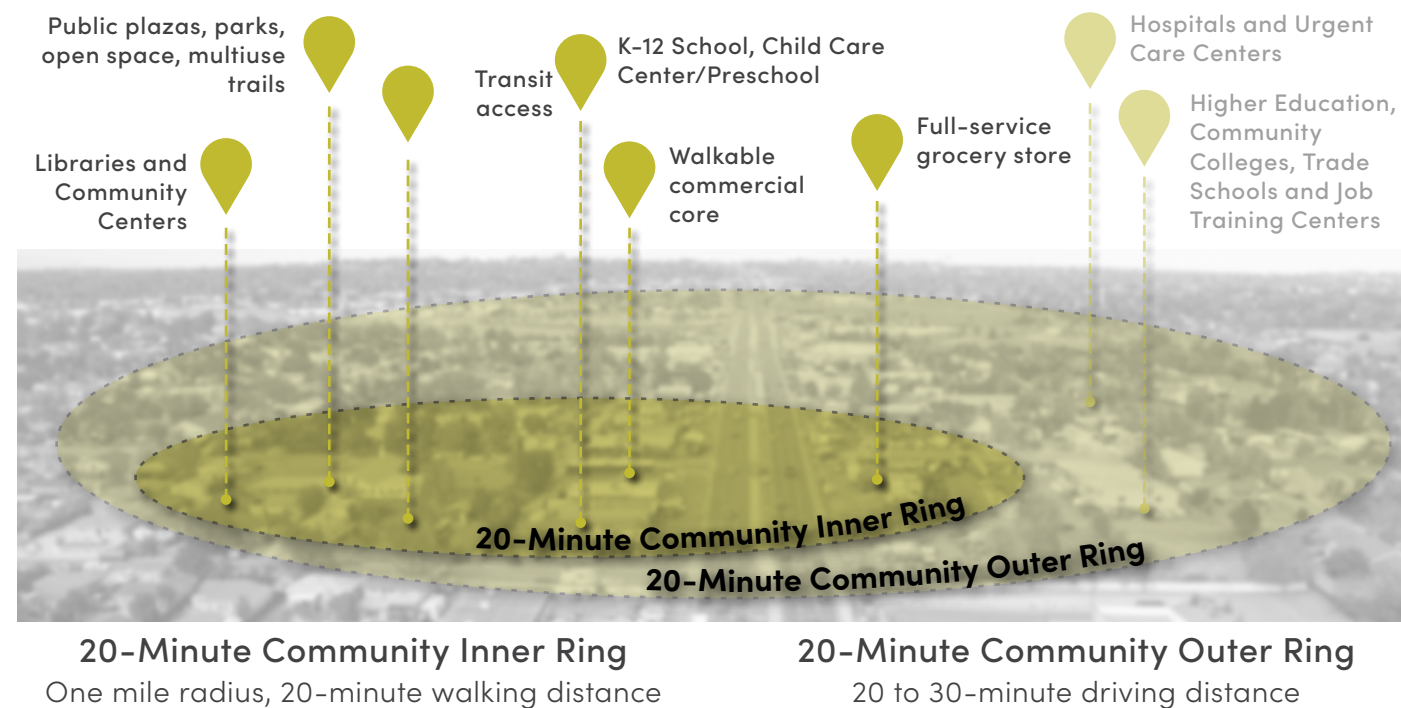 Public plazas, parks,
open space, multiuse
trails
Libraries and
Community
Centers
Transit
access
K-12 School, Child Care
Center/Preschool
Walkable
commercial
core
Full-service
grocery store
Hospitals and Urgent
Care Centers
Higher Education,
Community
Colleges, Trade
Schools and Job
Training Centers
20-Minute Community Inner Ring
20-Minute Community Outer Ring
20-Minute Community Inner Ring
One mile radius, 20-minute walking distance
20-Minute Community Outer Ring
20 to 30-minute driving distance